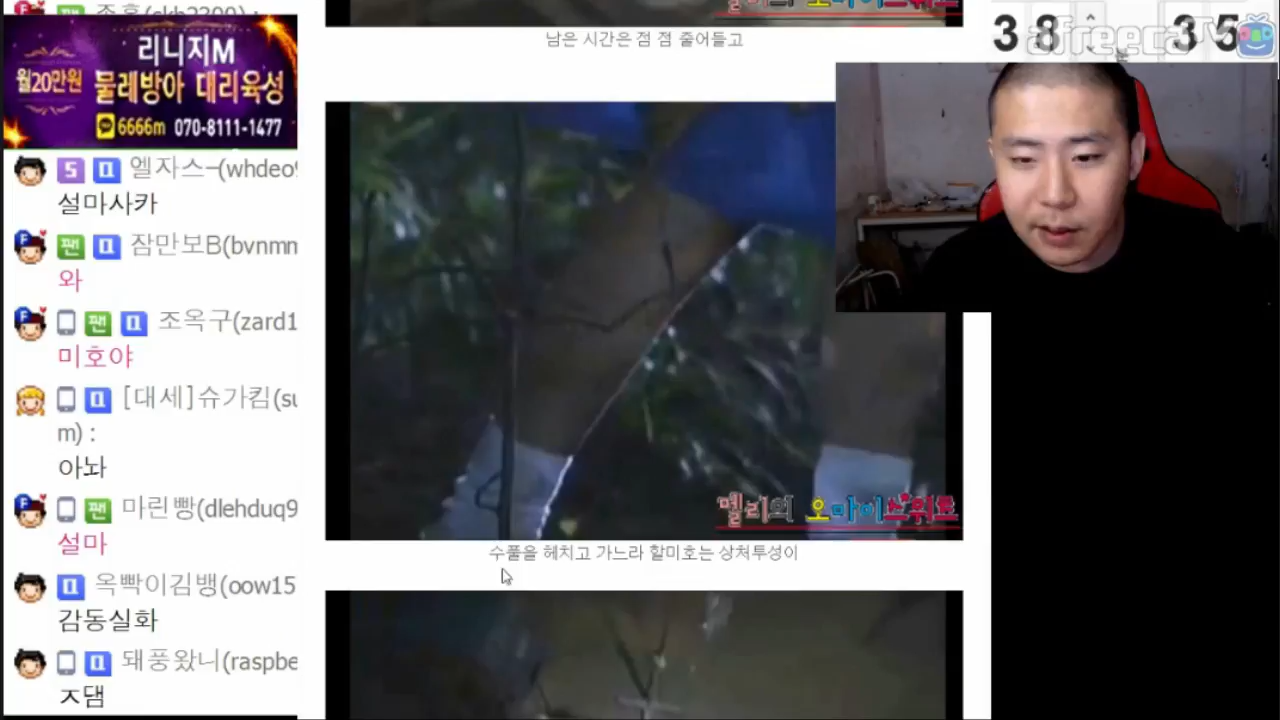 리니지M
월20만원
물레방아 대리육성
6666m 070-8111-1477
엘자스-(whdeo
설마사카
잠만보B(bvnmm
와
조옥구(zard1
미호야
[대세]슈가킴(su
m) :
아놔
마린빵(dlehduq9
설마
옥빡이김뱅(oow15
감동실화
돼풍왔니(raspbe
ㅈ댐
남은 시간은 점 점 줄어들고
멜리의 오마이스위트
수풀을 헤치고 가느라 할미호는 상처투성이
38
35
afreecaTV